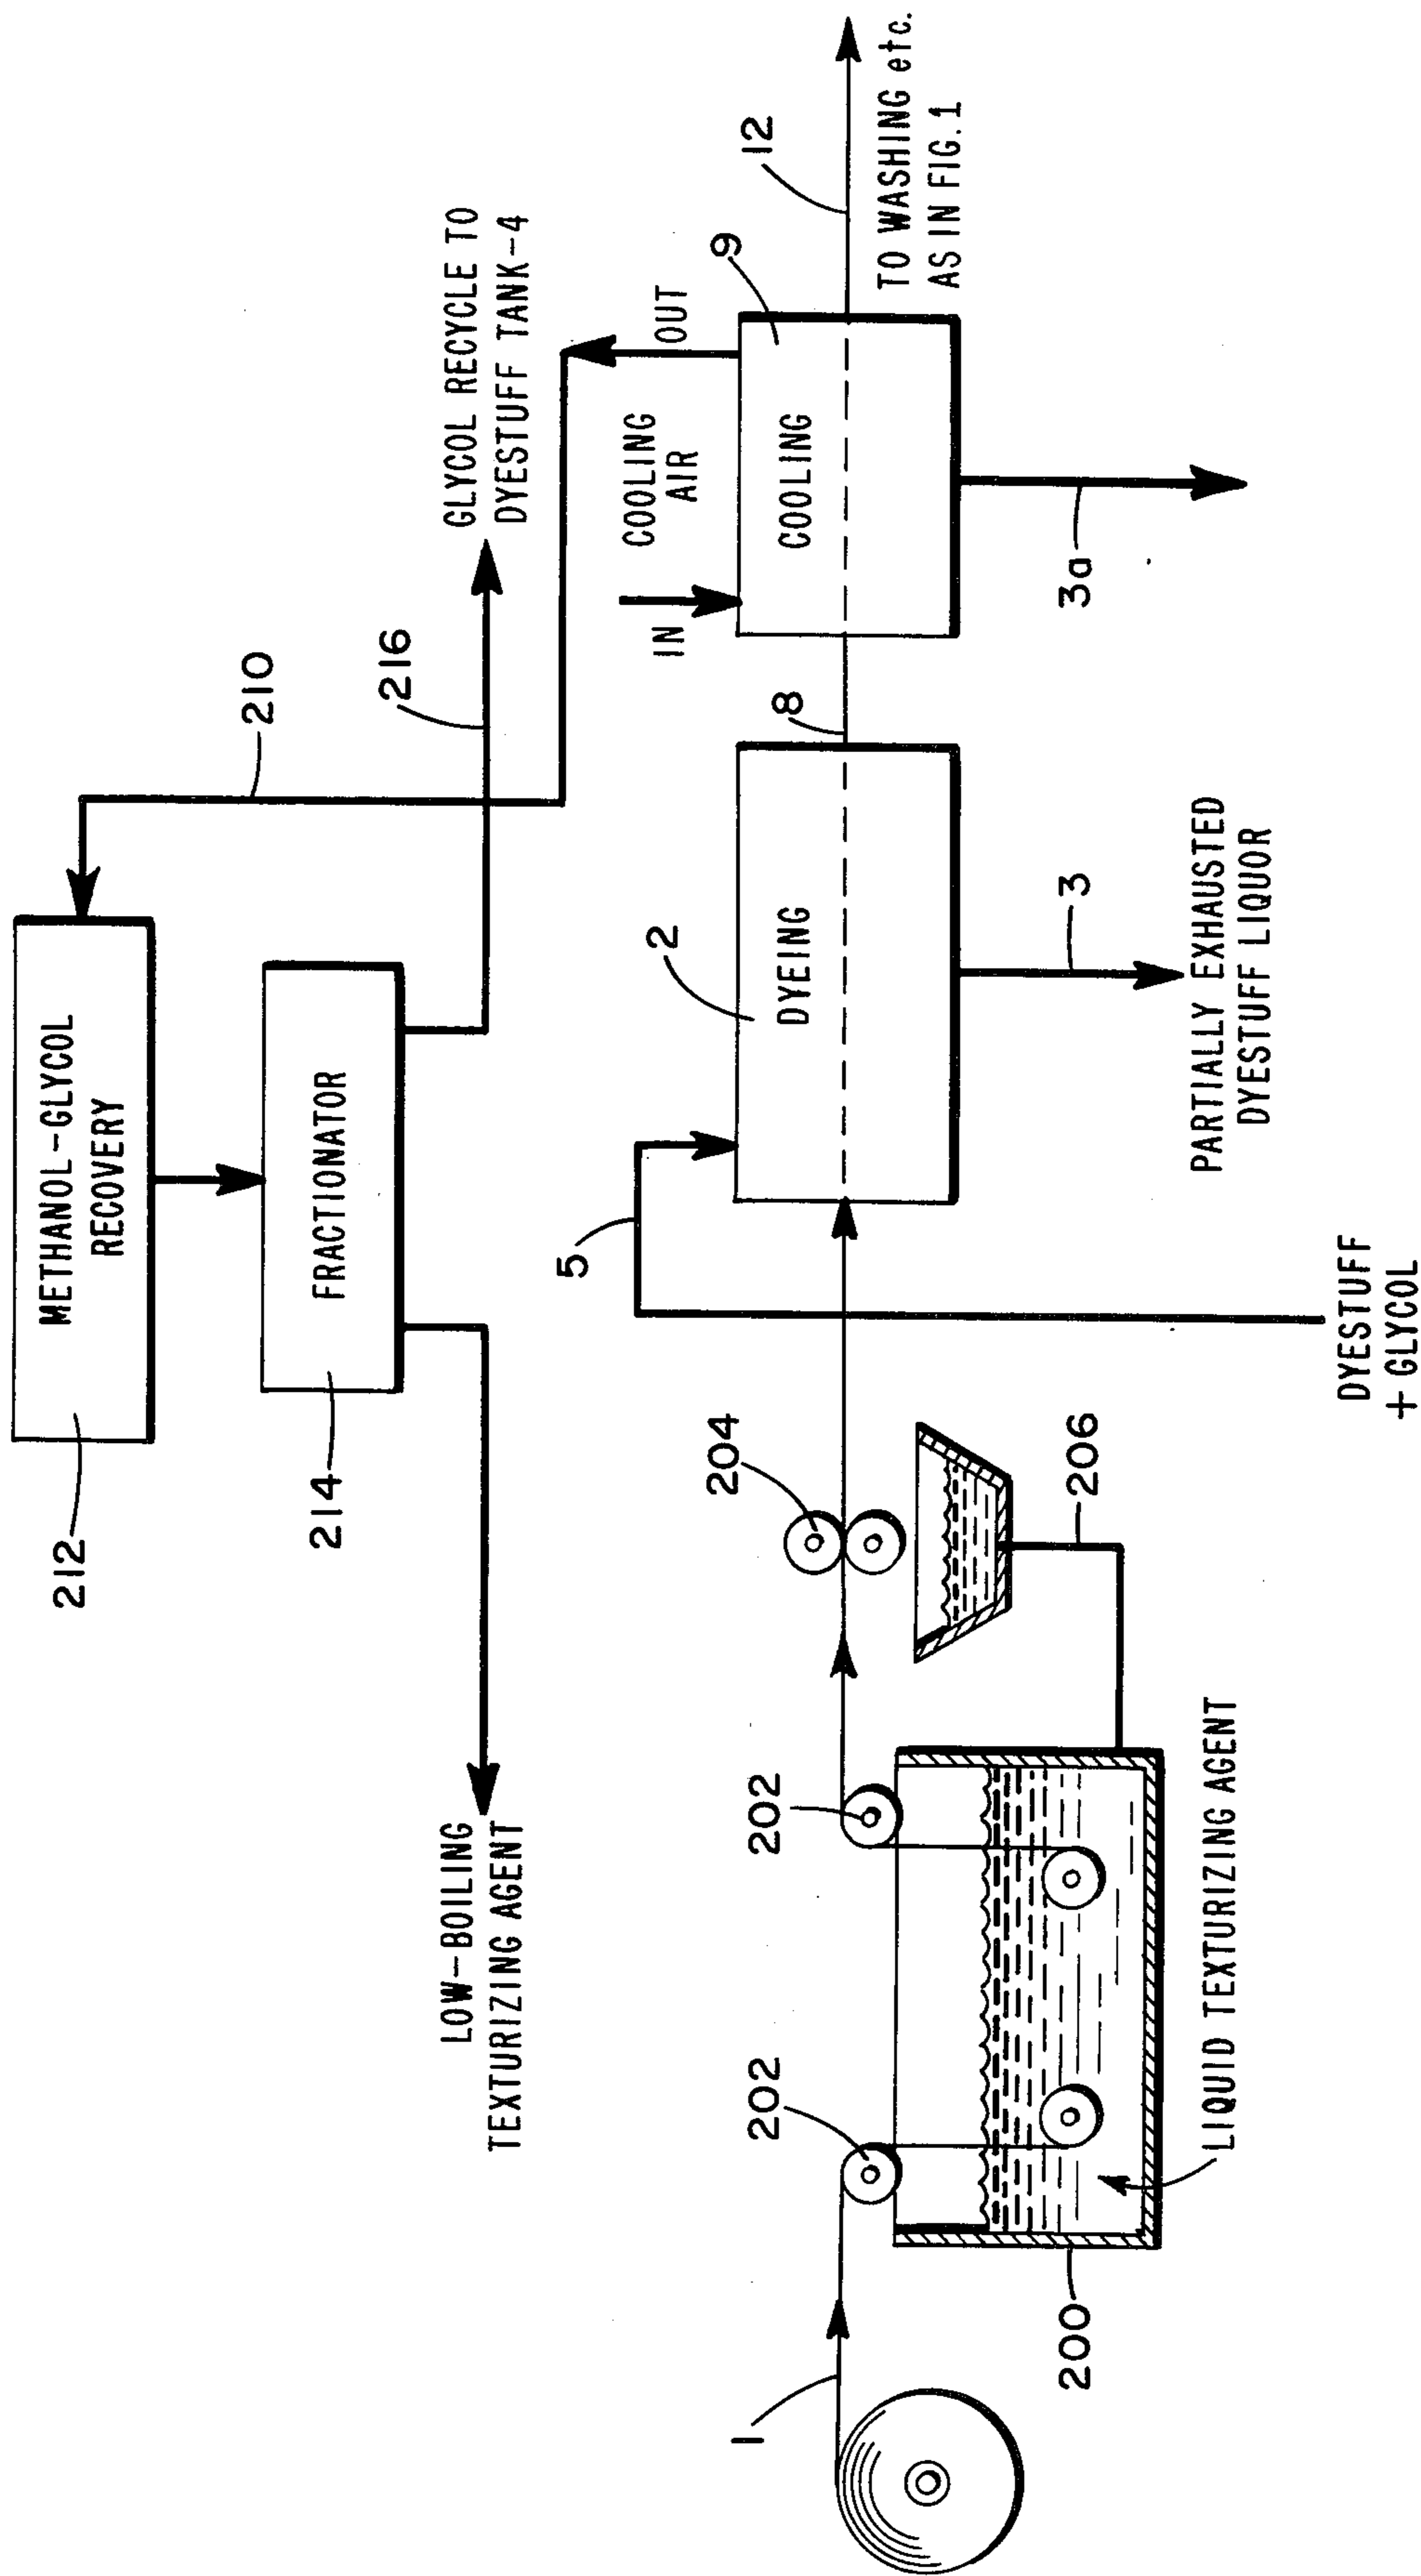 212
METHANOL-GLYCOL
RECOVERY
210
214
FRACTIONATOR
216
LOW-BOILING
TEXTURIZING AGENT
GLYCOL RECYCLE TO
DYESTUFF TANK-4
5
2
DYEING
8
IN
COOLING
AIR
OUT
9
COOLING
12
TO WASHING etc.
AS IN FIG. 1
1
202
202
204
206
200
LIQUID TEXTURIZING AGENT
DYESTUFF
+ GLYCOL
3
PARTIALLY EXHAUSTED
DYESTUFF LIQUOR
3a